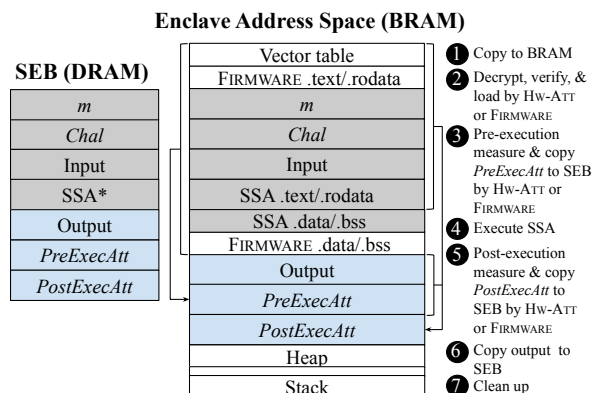 Enclave Address Space (BRAM)
SEB (DRAM)
m
Chal
Input
SSA*
Output
PreExecAtt
PostExecAtt
Vector table
FIRMWARE .text/.rodata
m
Chal
Input
SSA .text/.rodata
SSA .data/.bss
FIRMWARE .data/.bss
Output
PreExecAtt
PostExecAtt
Heap
Stack
1 Copy to BRAM
2 Decrypt, verify, &
load by HW-ATT
or FIRMWARE
3 Pre-execution
measure & copy
PreExecAtt to SEB
by HW-ATT or
FIRMWARE
4 Execute SSA
5 Post-execution
measure & copy
PostExecAtt to
SEB by HW-ATT
or FIRMWARE
6 Copy output to
SEB
7 Clean up